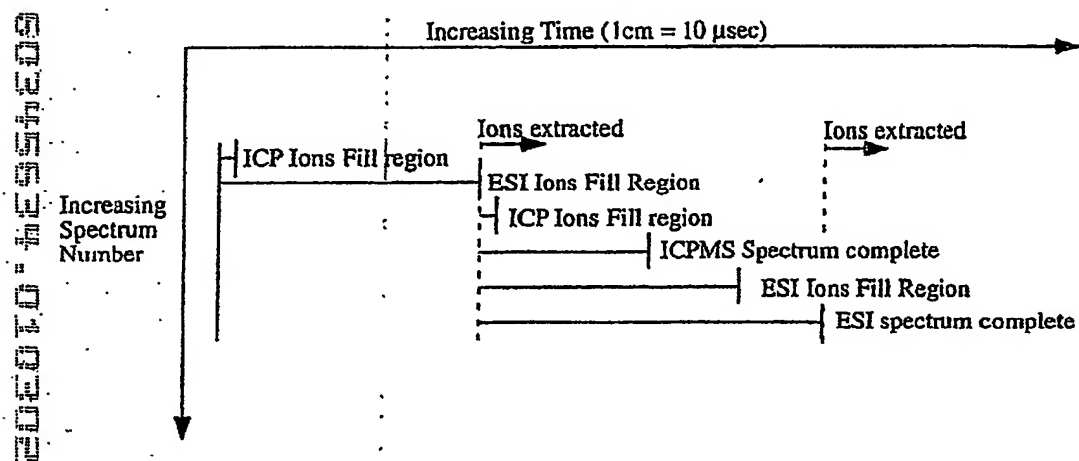 Increasing Time (1cm = 10 μsec)
Ions extracted
Ions extracted
ICP Ions Fill region
ESI Ions Fill Region
Increasing
Spectrum
Number
ICP Ions Fill region
ICPMS Spectrum complete
ESI Ions Fill Region
ESI spectrum complete